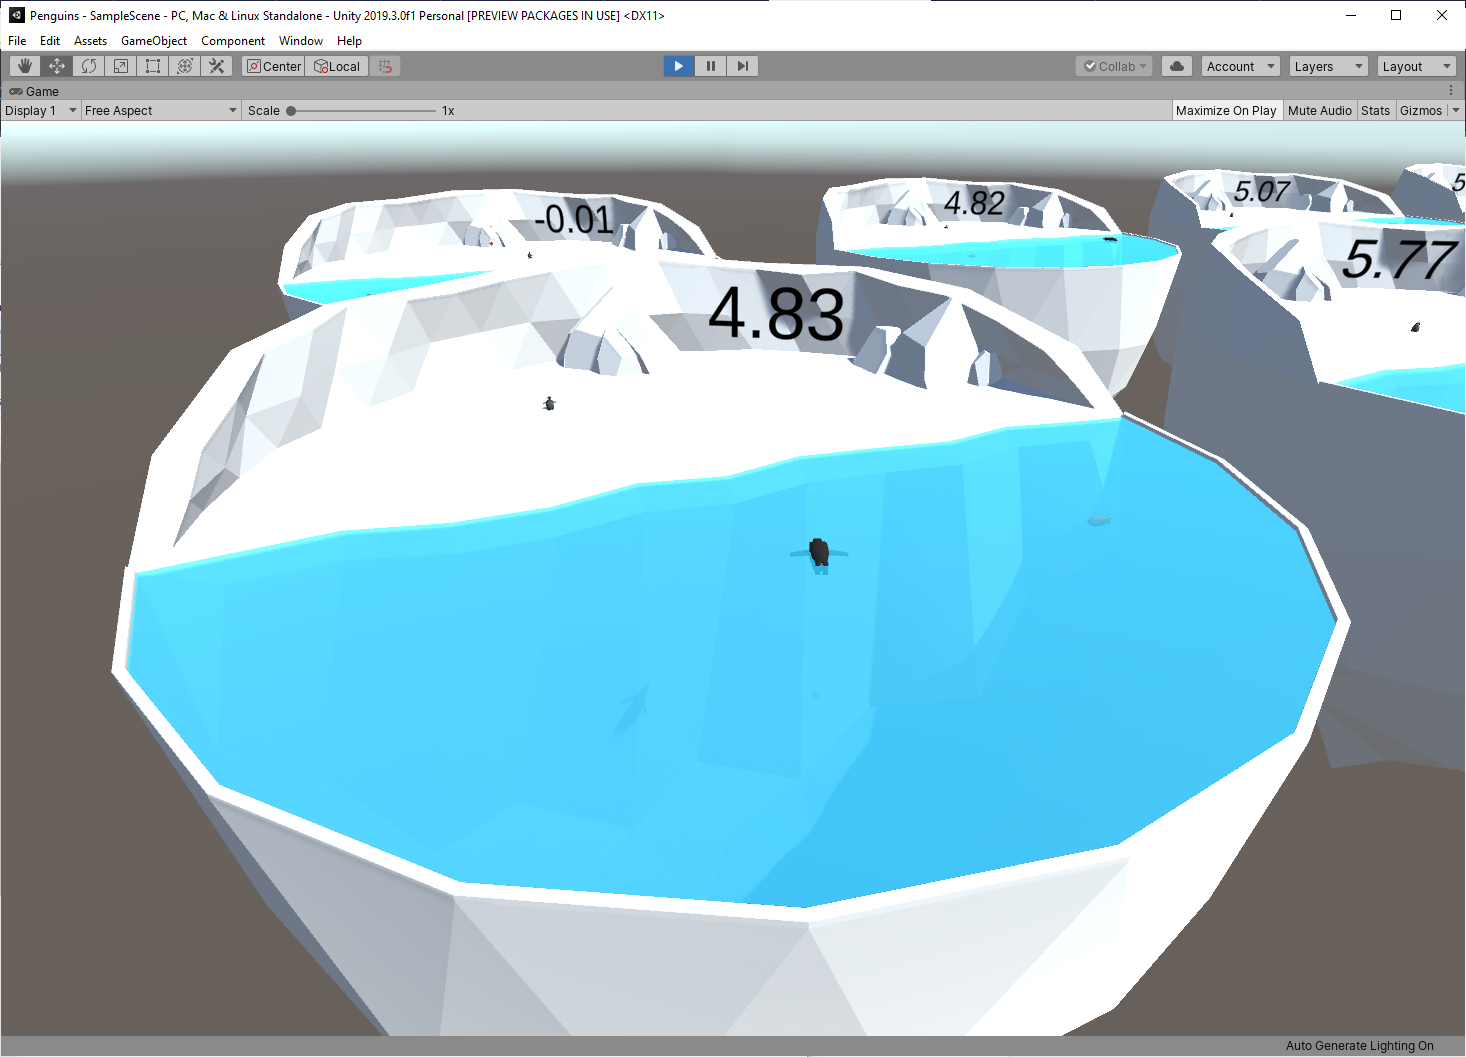 Penguins - SampleScene - PC, Mac & Linux Standalone - Unity 2019.3.0f1 Personal [PREVIEW PACKAGES IN USE] <DX11>
File Edit Assets GameObject Component Window Help
Center Local Collab Account Layers Layout
Game
Display 1 Free Aspect Scale 1x Maximize On Play Mute Audio Stats Gizmos
-0.01 4.82 5.07 5
4.83 5.77
Auto Generate Lighting On